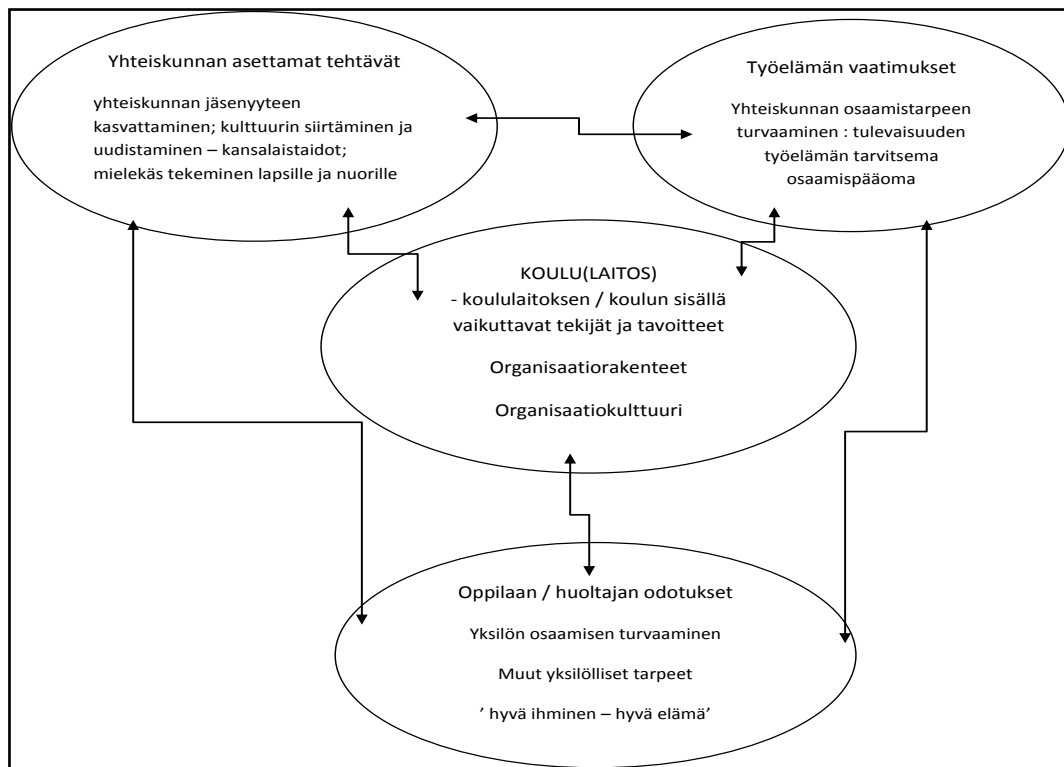 Yhteiskunnan asettamat tehtävät
yhteiskunnan jäsenyyteen
kasvattaminen; kulttuurin siirtäminen ja
uudistaminen – kansalaistaidot;
mielekäs tekeminen lapsille ja nuorille
Työelämän vaatimukset
Yhteiskunnan osaamistarpeen
turvaaminen : tulevaisuuden
työelämän tarvitsema
osaamispääoma
KOULU(LAITOS)
- koululaitoksen / koulun sisällä
vaikuttavat tekijät ja tavoitteet
Organisaatiorakenteet
Organisaatiokulttuuri
Oppilaan / huoltajan odotukset
Yksilön osaamisen turvaaminen
Muut yksilölliset tarpeet
’ hyvä ihminen – hyvä elämä’